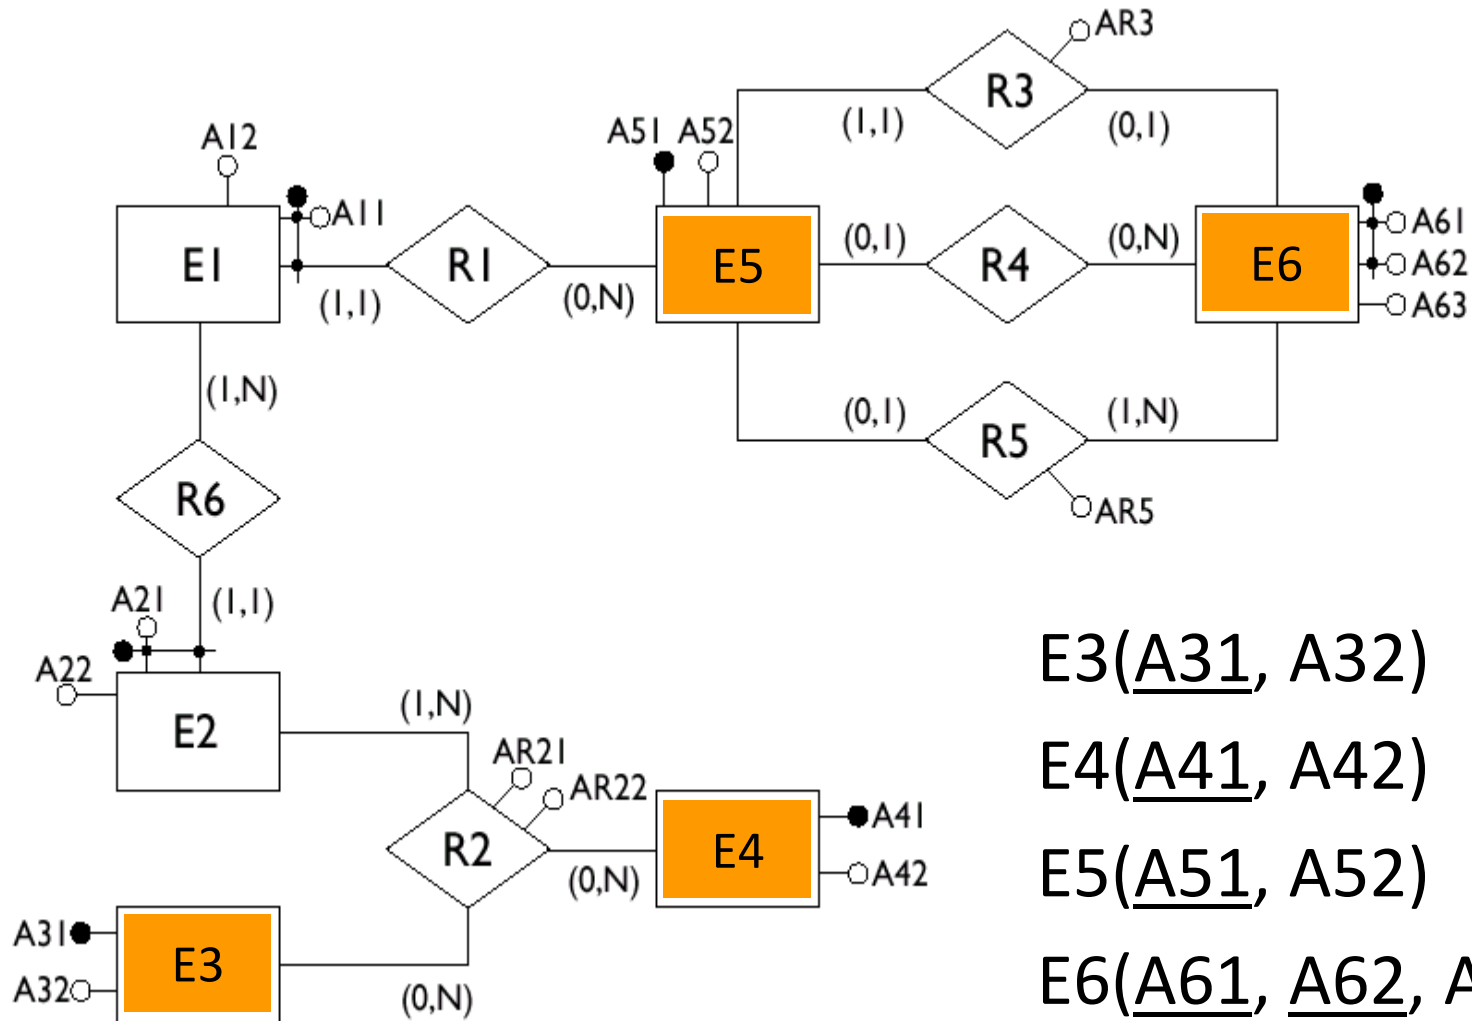 AR3
R3
(1,1)
(0,1)
A12
A51 A52
A11
E1
R1
E5
(0,1)
R4
(0,N)
E6
A61
A62
A63
(1,1)
(0,N)
(1,N)
(0,1)
(1,N)
R5
AR5
R6
A21
(1,1)
A22
E2
(1,N)
AR21
AR22
R2
E4
A41
A42
(0,N)
A31
A32
E3
(0,N)
E3(A31, A32)
E4(A41, A42)
E5(A51, A52)
E6(A61, A62, A